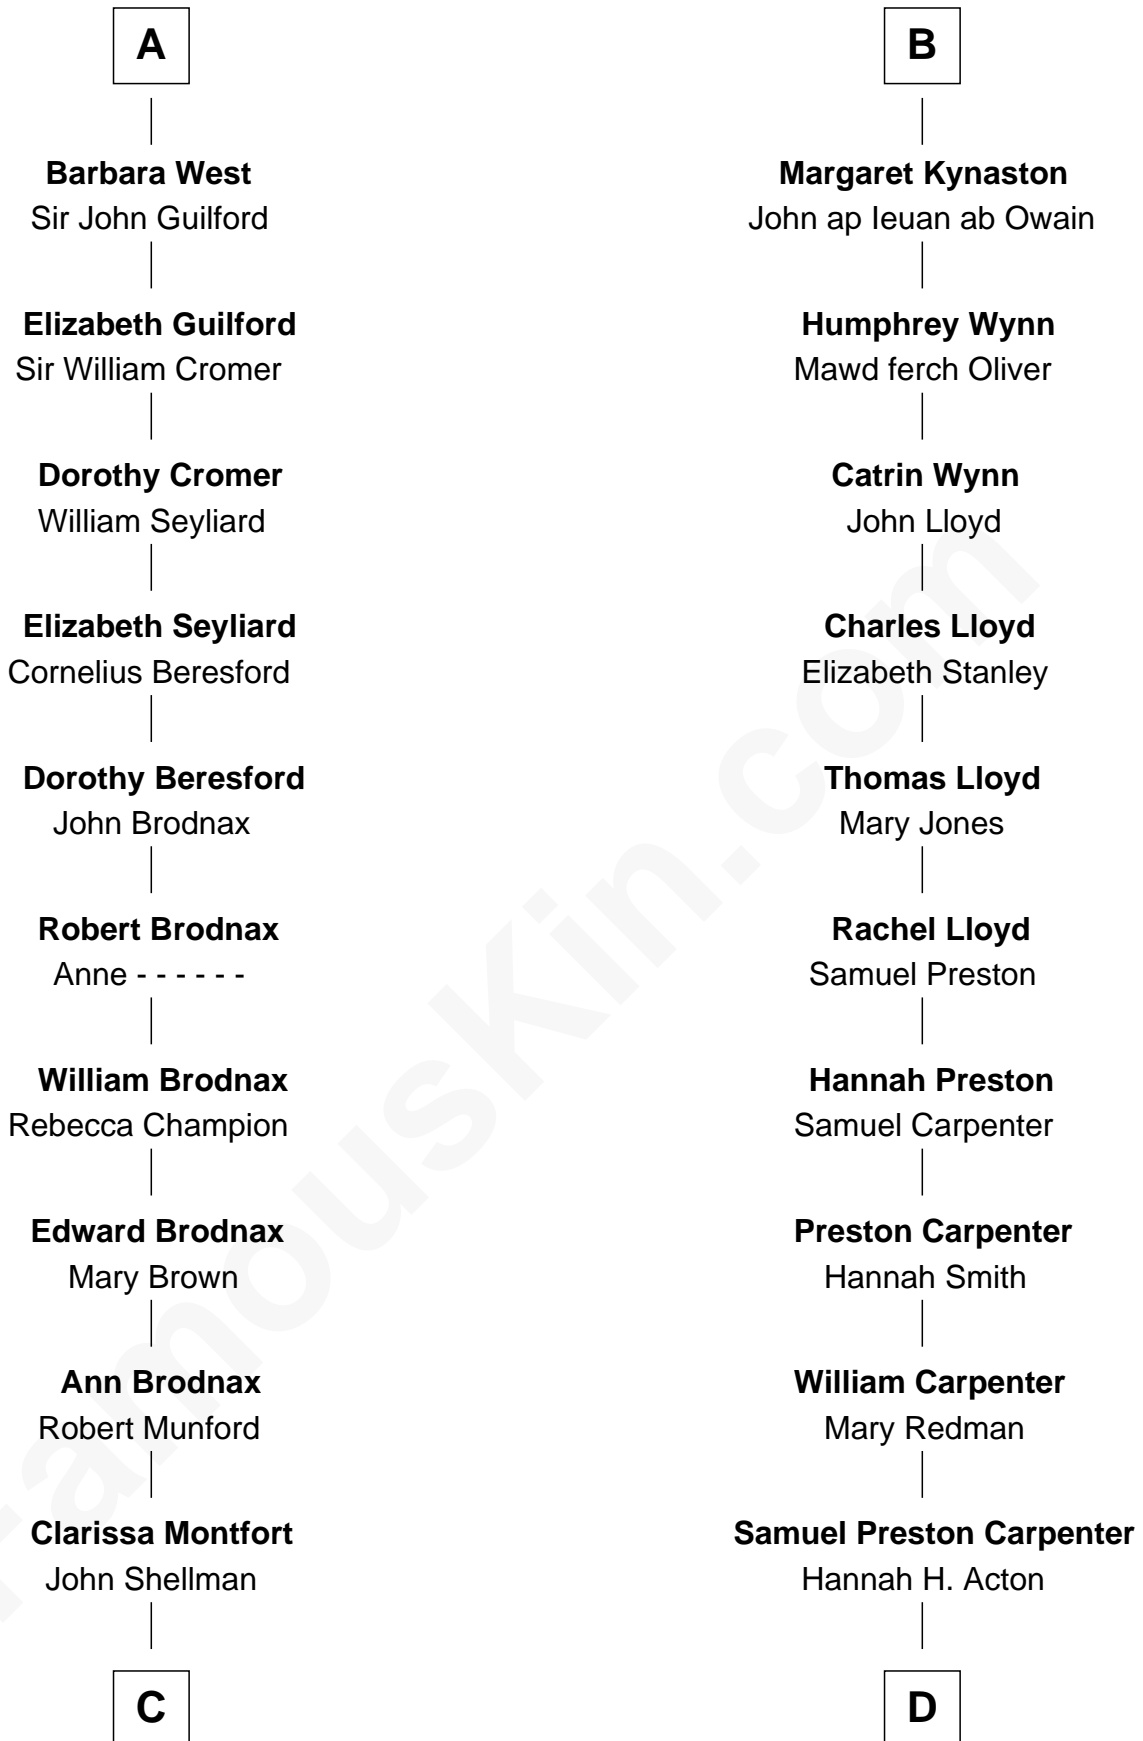 A
Barbara West
Sir John Guilford
Elizabeth Guilford
Sir William Cromer
Dorothy Cromer
William Seyliard
Elizabeth Seyliard
Cornelius Beresford
Dorothy Beresford
John Brodnax
Robert Brodnax
Anne - - - - - -
William Brodnax
Rebecca Champion
Edward Brodnax
Mary Brown
Ann Brodnax
Robert Munford
Clarissa Montfort
John Shellman
C
B
Margaret Kynaston
John ap Ieuan ab Owain
Humphrey Wynn
Mawd ferch Oliver
Catrin Wynn
John Lloyd
Charles Lloyd
Elizabeth Stanley
Thomas Lloyd
Mary Jones
Rachel Lloyd
Samuel Preston
Hannah Preston
Samuel Carpenter
Preston Carpenter
Hannah Smith
William Carpenter
Mary Redman
Samuel Preston Carpenter
Hannah H. Acton
D
FamousKin.com